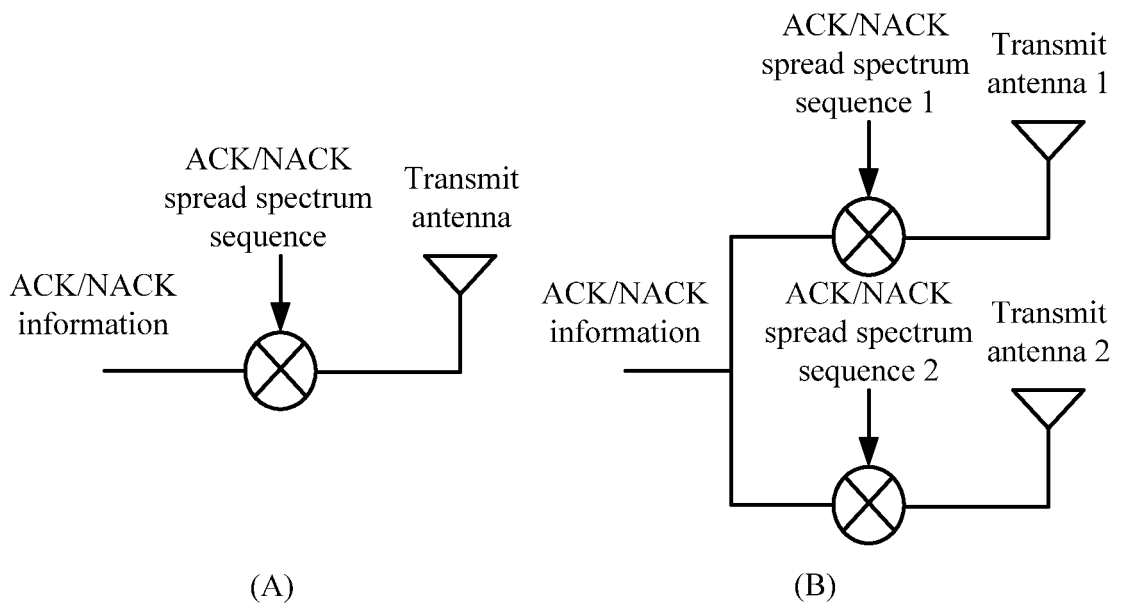 ACK/NACK
spread spectrum
sequence
Transmit
antenna
ACK/NACK
information
(A)
ACK/NACK
spread spectrum
sequence 1
Transmit
antenna 1
ACK/NACK
information
ACK/NACK
spread spectrum
sequence 2
Transmit
antenna 2
(B)